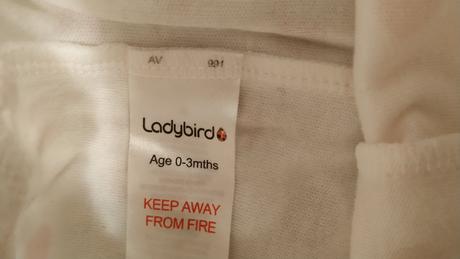 AV 991
Ladybird
Age 0-3mths
KEEP AWAY
FROM FIRE